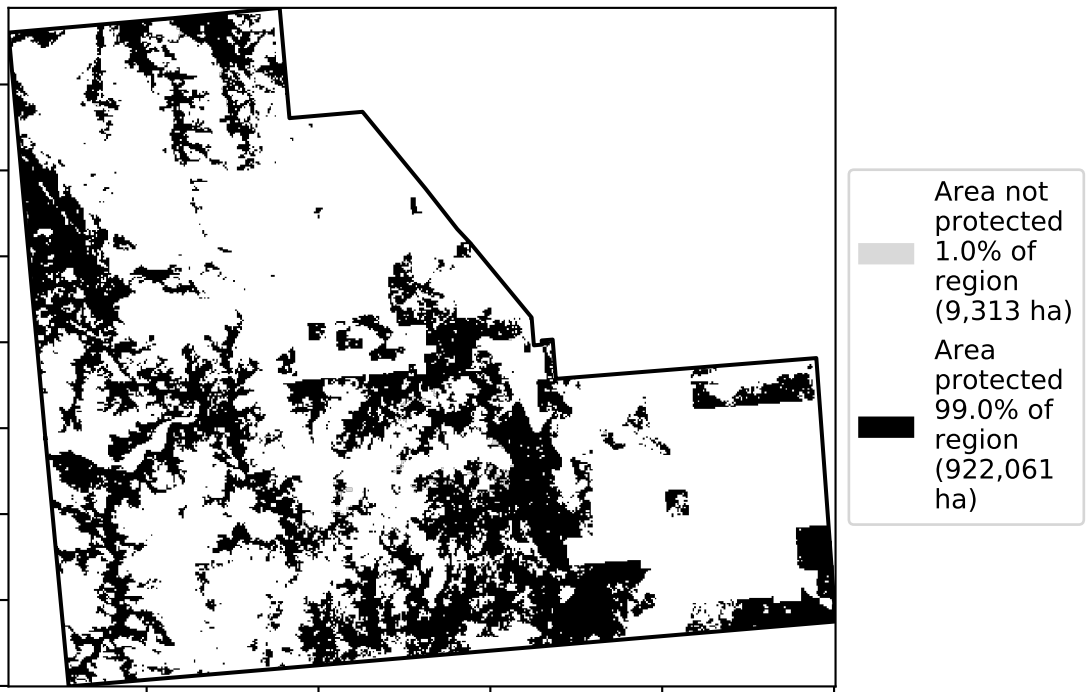 Area not
protected
1.0% of
region
(9,313 ha)
Area
protected
99.0% of
region
(922,061
ha)